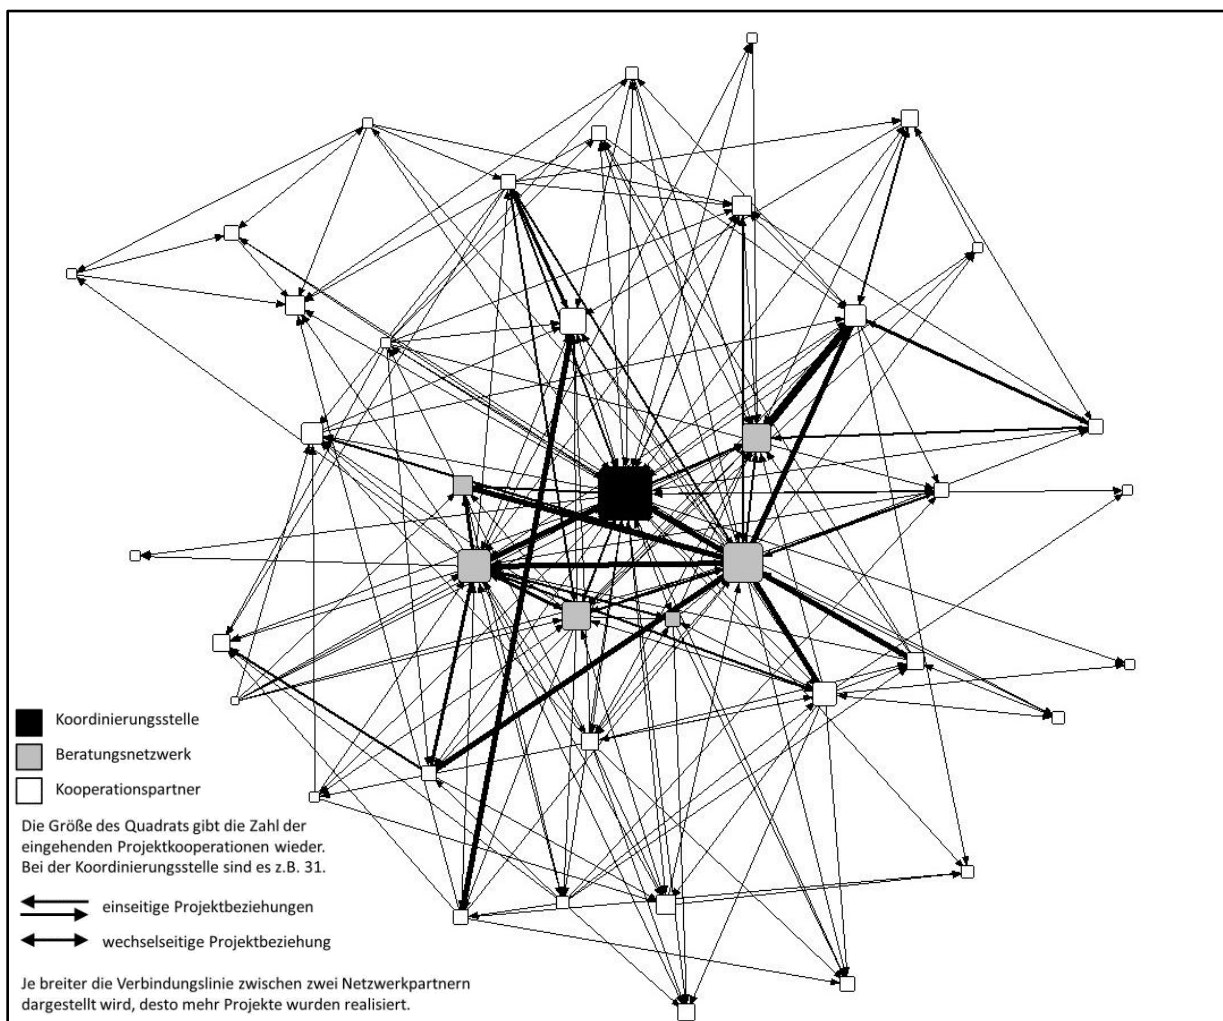 Koordinierungsstelle
Beratungsnetzwerk
Kooperationspartner
Die Größe des Quadrats gibt die Zahl der
eingehenden Projektkooperationen wieder.
Bei der Koordinierungsstelle sind es z.B. 31.
einseitige Projektbeziehungen
wechselseitige Projektbeziehung
Je breiter die Verbindungslinie zwischen zwei Netzwerkpartnern
dargestellt wird, desto mehr Projekte wurden realisiert.